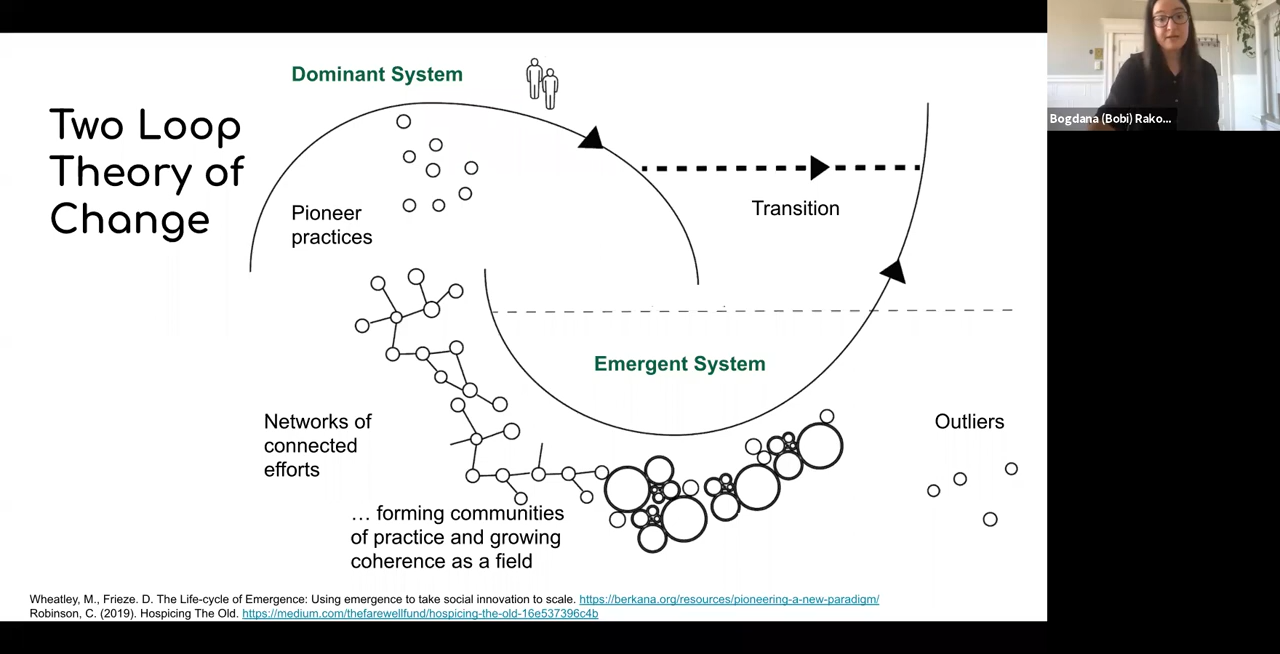 Two Loop
Theory of
Change
Dominant System
Pioneer
practices
Transition
Emergent System
Networks of
connected
efforts
Outliers
… forming communities
of practice and growing
coherence as a field
Wheatley, M., Frieze. D. The Life-cycle of Emergence: Using emergence to take social innovation to scale. https://berkana.org/resources/pioneering-a-new-paradigm/
Robinson, C. (2019). Hospicing The Old. https://medium.com/thefarewellfund/hospicing-the-old-16e537396c4b
Bogdana (Bobi) Rako...